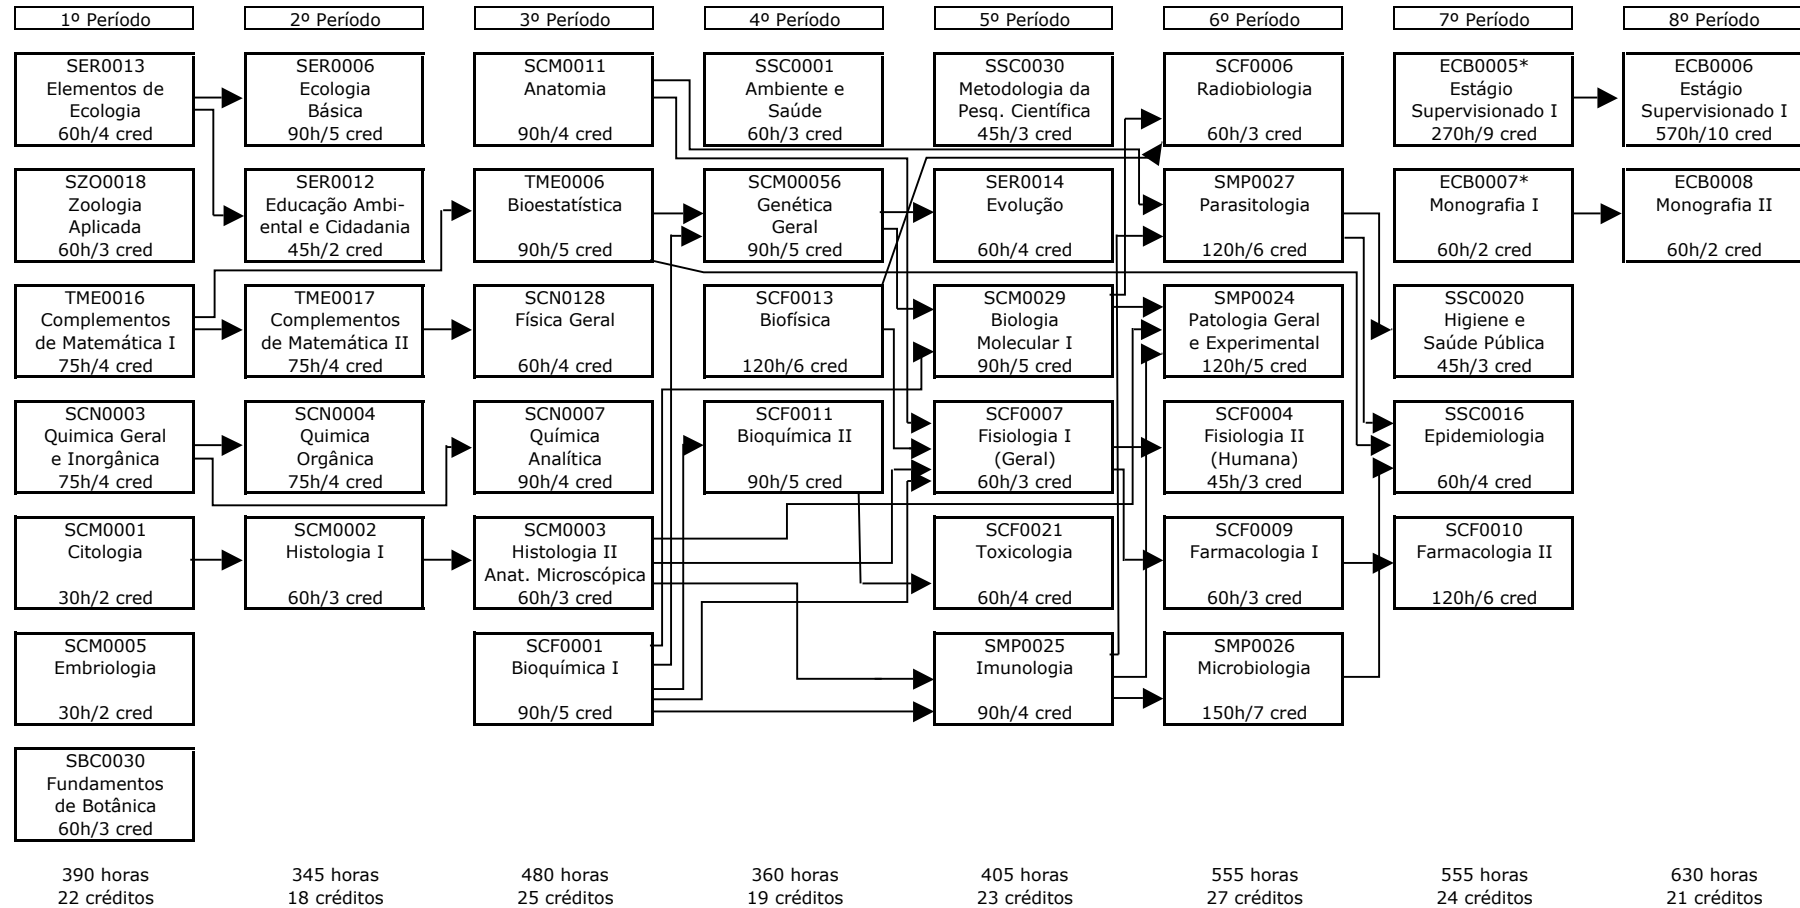 1º Período
2º Período
3º Período
4º Período
5º Período
6º Período
7º Período
8º Período
SER0013
Elementos de
Ecologia
60h/4 cred
SER0006
Ecologia
Básica
90h/5 cred
SCM0011
Anatomia
90h/4 cred
SSC0001
Ambiente e
Saúde
60h/3 cred
SSC0030
Metodologia da
Pesq. Científica
45h/3 cred
SCF0006
Radiobiologia
60h/3 cred
ECB0005*
Estágio
Supervisionado I
270h/9 cred
ECB0006
Estágio
Supervisionado I
570h/10 cred
SZO0018
Zoologia
Aplicada
60h/3 cred
SER0012
Educação Ambi-
ental e Cidadania
45h/2 cred
TME0006
Bioestatística
90h/5 cred
SCM00056
Genética
Geral
90h/5 cred
SER0014
Evolução
60h/4 cred
SMP0027
Parasitologia
120h/6 cred
ECB0007*
Monografia I
60h/2 cred
ECB0008
Monografia II
60h/2 cred
TME0016
Complementos
de Matemática I
75h/4 cred
TME0017
Complementos
de Matemática II
75h/4 cred
SCN0128
Física Geral
60h/4 cred
SCF0013
Biofísica
120h/6 cred
SCM0029
Biologia
Molecular I
90h/5 cred
SMP0024
Patologia Geral
e Experimental
120h/5 cred
SSC0020
Higiene e
Saúde Pública
45h/3 cred
SCN0003
Quimica Geral
e Inorgânica
75h/4 cred
SCN0004
Quimica
Orgânica
75h/4 cred
SCN0007
Química
Analítica
90h/4 cred
SCF0011
Bioquímica II
90h/5 cred
SCF0007
Fisiologia I
(Geral)
60h/3 cred
SCF0004
Fisiologia II
(Humana)
45h/3 cred
SSC0016
Epidemiologia
60h/4 cred
SCM0001
Citologia
30h/2 cred
SCM0002
Histologia I
60h/3 cred
SCM0003
Histologia II
Anat. Microscópica
60h/3 cred
SCF0021
Toxicologia
60h/4 cred
SCF0009
Farmacologia I
60h/3 cred
SCF0010
Farmacologia II
120h/6 cred
SCM0005
Embriologia
30h/2 cred
SCF0001
Bioquímica I
90h/5 cred
SMP0025
Imunologia
90h/4 cred
SMP0026
Microbiologia
150h/7 cred
SBC0030
Fundamentos
de Botânica
60h/3 cred
390 horas
22 créditos
345 horas
18 créditos
480 horas
25 créditos
360 horas
19 créditos
405 horas
23 créditos
555 horas
27 créditos
555 horas
24 créditos
630 horas
21 créditos